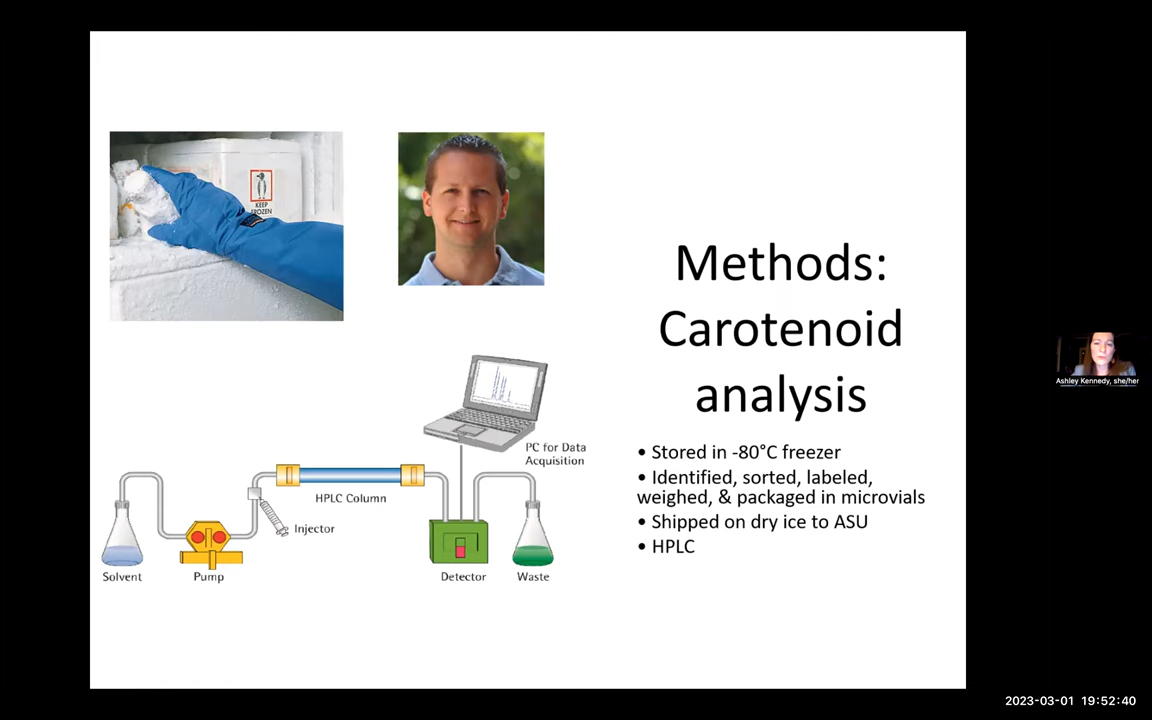 KEEP
FROZEN
Methods:
Carotenoid
analysis
• Stored in -80°C freezer
• Identified, sorted, labeled,
weighed, & packaged in microvials
• Shipped on dry ice to ASU
• HPLC
PC for Data
Acquisition
HPLC Column
Injector
Solvent
Pump
Detector
Waste
Ashley Kennedy, she/her
2023-03-01 19:52:40